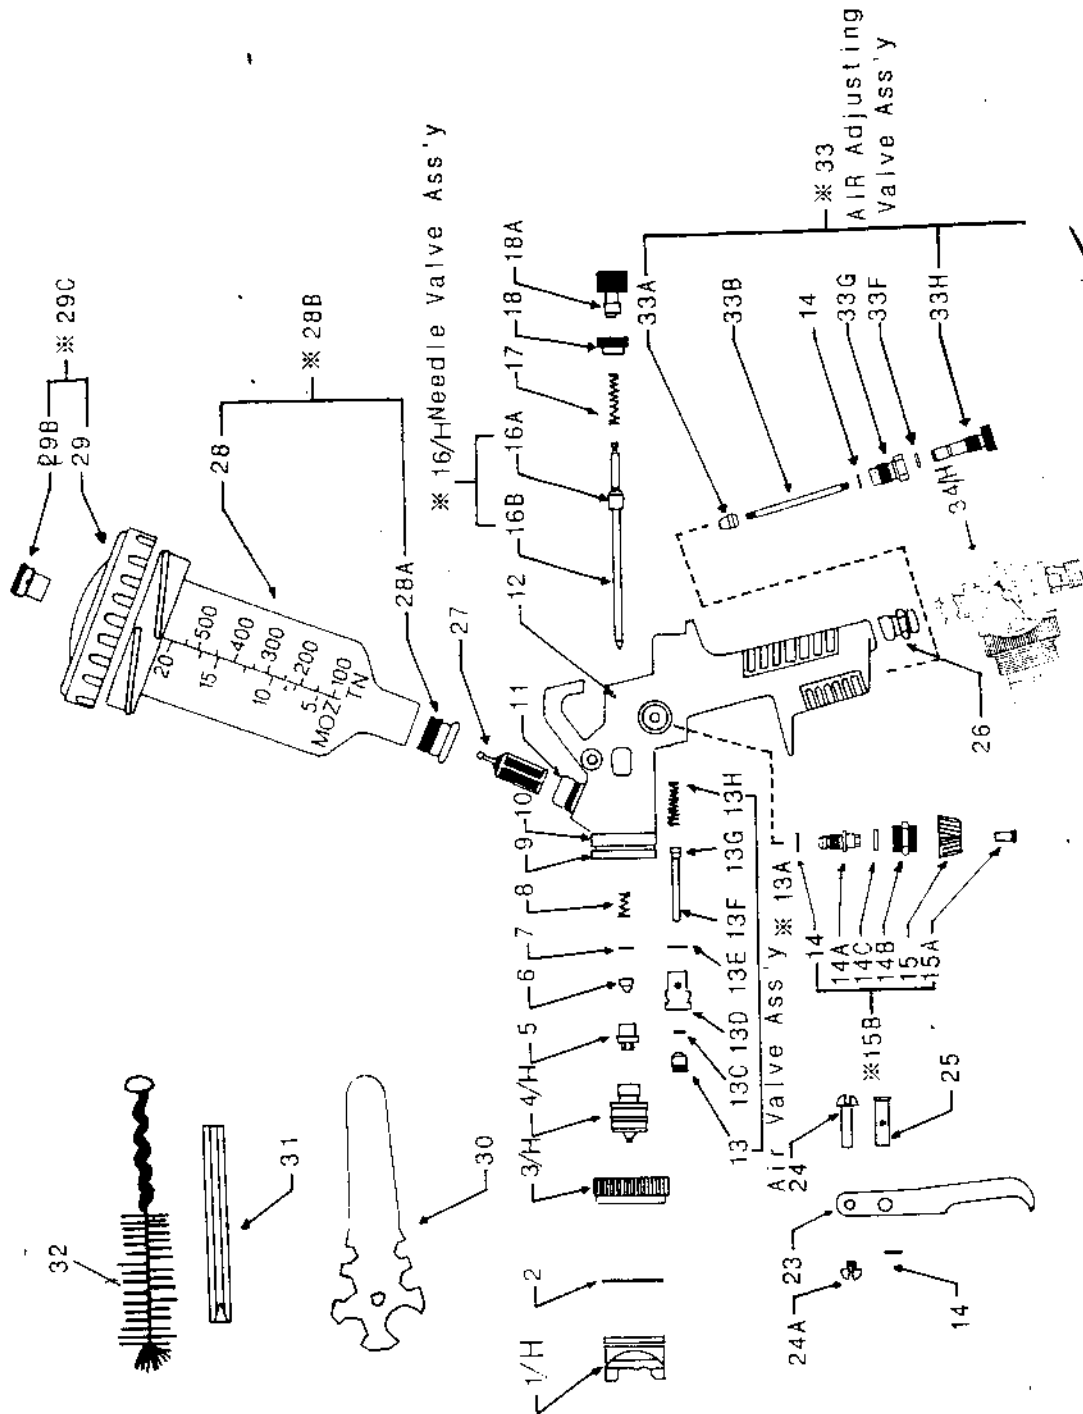 32
31
30
29B
29
※ 29C
28
※ 28B
28A
27
20
15
10
5
500
400
300
200
100
MOZ
TN
※ 16/H Needle Valve Ass'y
1/H
2
3/H
4/H
5
6
7
8
9
10
11
12
16B
16A
17
18
18A
33A
33B
14
33G
33F
33H
※ 33
AIR Adjusting
Valve Ass'y
34/H
26
13
13C
13D
13E
13F
13G
13H
Air Valve Ass'y ※ 13A
14
14A
14C
14B
15
15A
※15B
24
25
23
24A
14